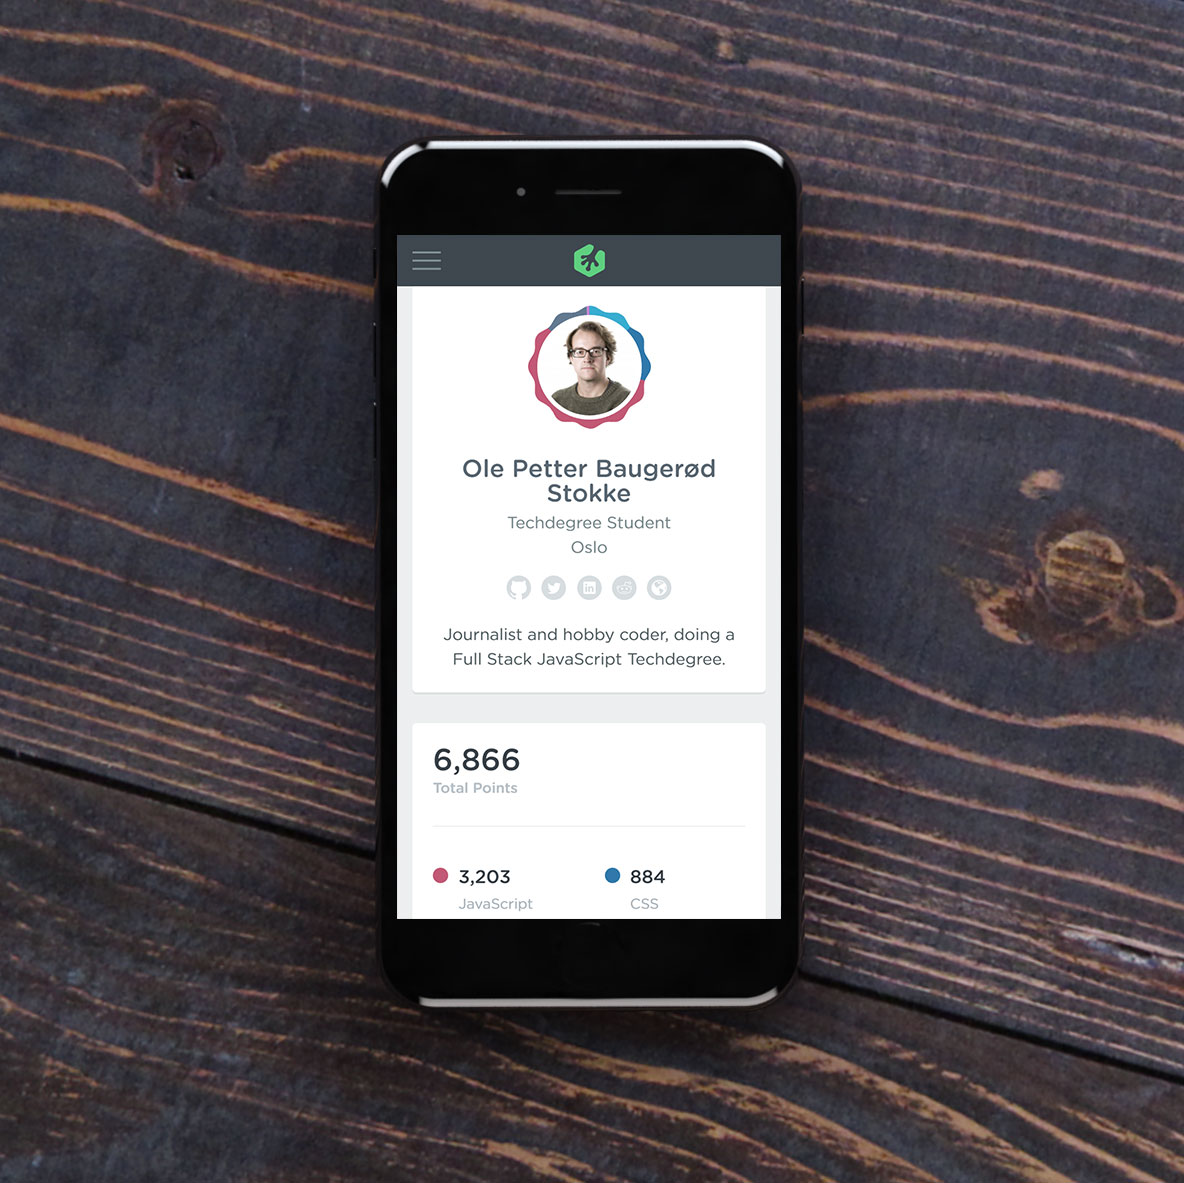 Ole Petter Baugerød
Stokke
Techdegree Student
Oslo
in
Journalist and hobby coder, doing a
Full Stack JavaScript Techdegree.
6,866
Total Points
3,203
884
JavaScript
CSS